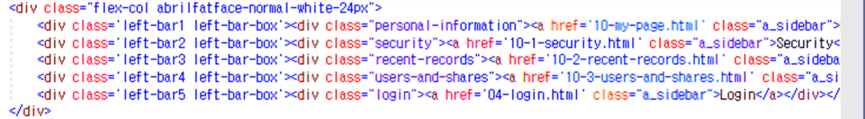 <div class="flex-col abrilfatface-normal-white-24px">
<div class='left-bar1 left-bar-box'><div class="personal-information"><a href='10-my-page.html' class="a_sidebar">
<div class='left-bar2 left-bar-box'><div class="security"><a href='10-1-security.html' class="a_sidebar">Security<
<div class='left-bar3 left-bar-box'><div class="recent-records"><a href='10-2-recent-records.html' class="a_sideba
<div class='left-bar4 left-bar-box'><div class="users-and-shares"><a href='10-3-users-and-shares.html' class="a_si
<div class='left-bar5 left-bar-box'><div class="login"><a href='04-login.html' class="a_sidebar">Login</a></div></
</div>